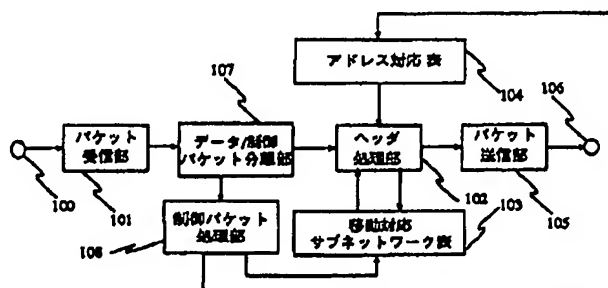 アドレス対応表
104
107
106
パケット
受信部
データ/制御
パケット分離部
ヘッダ
処理部
パケット
送信部
100
101
102
105
制御パケット
処理部
108
移動対応
サブネットワーク表
103